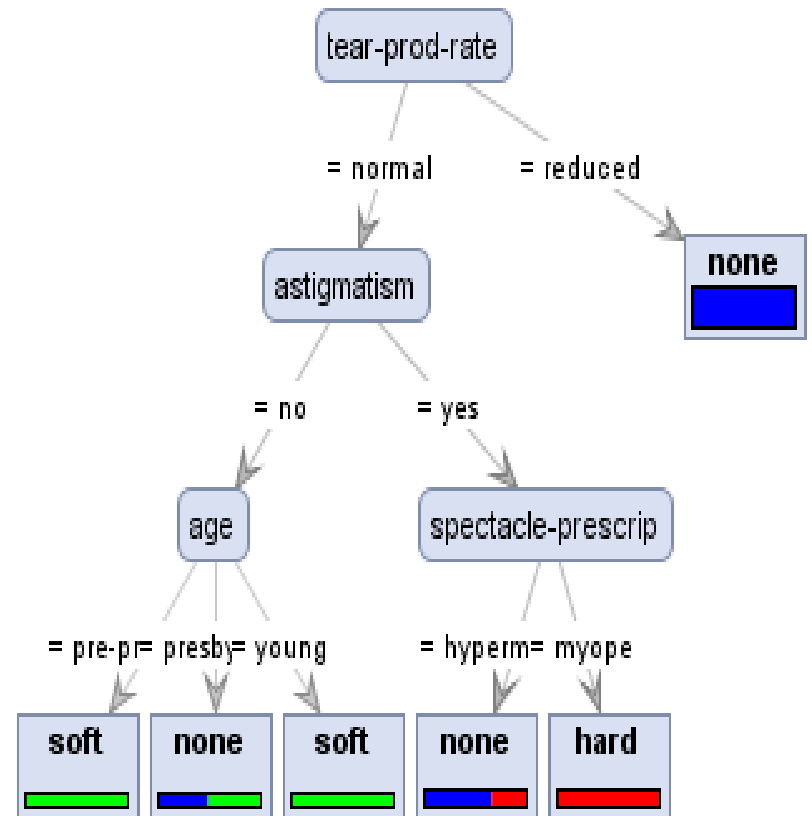 tear-prod-rate
= normal
= reduced
none
astigmatism
= no
= yes
age
spectacle-prescrip
= pre-pr= presby= young
= hyperm= myope
soft
none
soft
none
hard